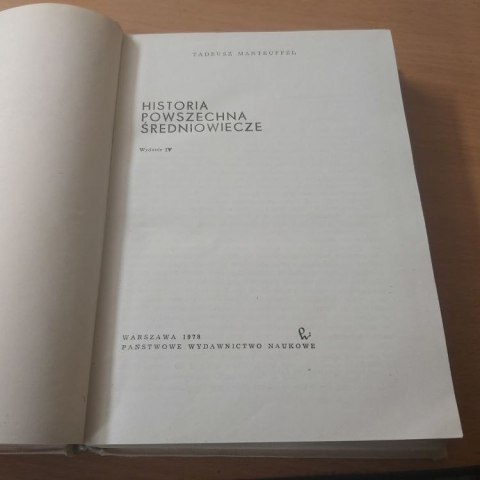 TADEUSZ MANTEUFFEL
HISTORIA
POWSZECHNA
ŚREDNIOWIECZE
Wydanie IV
WARSZAWA 1978
PAŃSTWOWE WYDAWNICTWO NAUKOWE